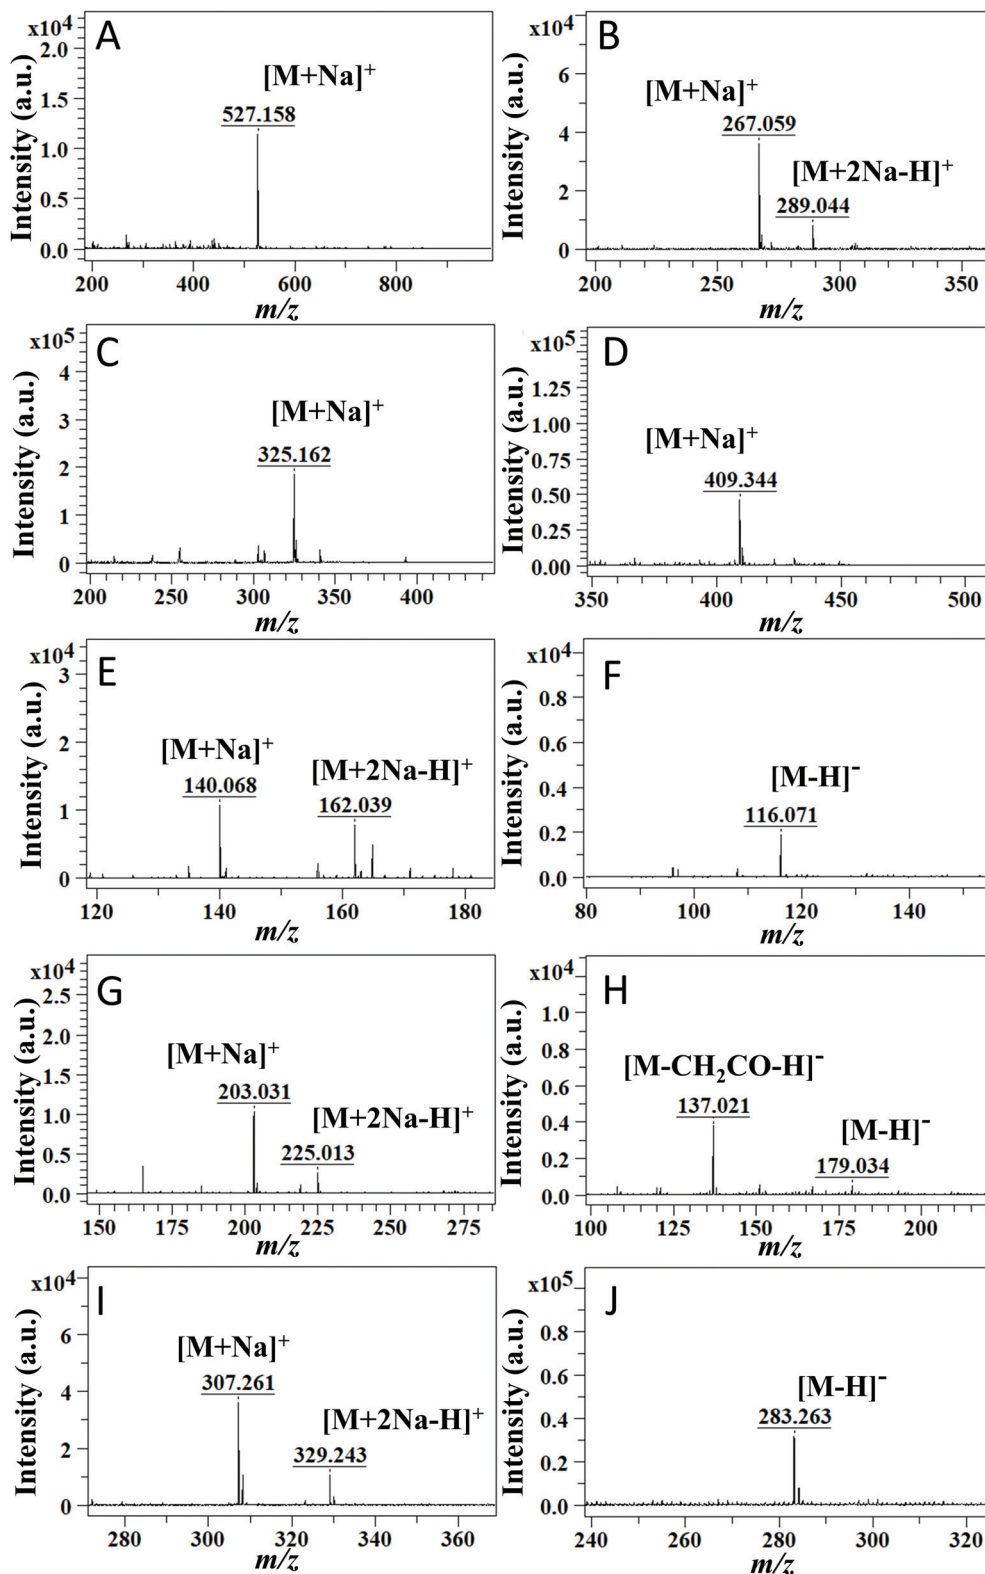 A
x10⁴
2.0
1.5
1.0
0.5
0.0
[M+Na]⁺
527.158
200 400 600 800
m/z
Intensity (a.u.)
B
x10⁴
6
4
2
0
[M+Na]⁺
267.059
[M+2Na-H]⁺
289.044
200 260 300 350
m/z
Intensity (a.u.)
C
x10⁵
4
3
2
1
0
[M+Na]⁺
325.162
200 250 300 350 400
m/z
Intensity (a.u.)
D
x10⁵
1.25
1.00
0.75
0.50
0.25
0.00
[M+Na]⁺
409.344
350 400 450 500
m/z
Intensity (a.u.)
E
x10⁴
3
2
1
0
[M+Na]⁺
140.068
[M+2Na-H]⁺
162.039
120 140 160 180
m/z
Intensity (a.u.)
F
x10⁴
0.8
0.6
0.4
0.2
0.0
[M-H]⁻
116.071
80 100 120 140
m/z
Intensity (a.u.)
G
x10⁴
2.5
2.0
1.5
1.0
0.5
0.0
[M+Na]⁺
203.031
[M+2Na-H]⁺
225.013
150 175 200 225 250 275
m/z
Intensity (a.u.)
H
x10⁴
1.0
0.8
0.6
0.4
0.2
0.0
[M-CH₂CO-H]⁻
137.021
[M-H]⁻
179.034
100 125 150 175 200
m/z
Intensity (a.u.)
I
x10⁴
6
4
2
0
[M+Na]⁺
307.261
[M+2Na-H]⁺
329.243
280 300 320 340 360
m/z
Intensity (a.u.)
J
x10⁵
0.8
0.6
0.4
0.2
0.0
[M-H]⁻
283.263
240 260 280 300 320
m/z
Intensity (a.u.)